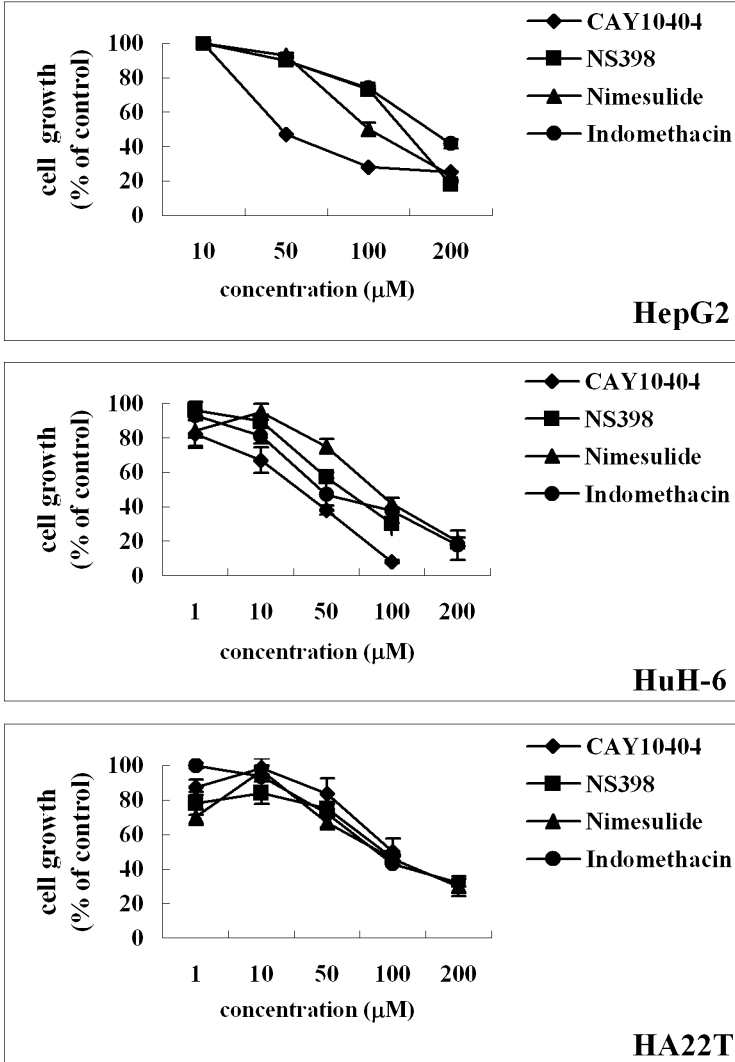 100
80
60
40
20
0
cell growth
(% of control)
10 50 100 200
concentration (µM)
CAY10404
NS398
Nimesulide
Indomethacin
HepG2
100
80
60
40
20
0
cell growth
(% of control)
1 10 50 100 200
concentration (µM)
CAY10404
NS398
Nimesulide
Indomethacin
HuH-6
100
80
60
40
20
0
cell growth
(% of control)
1 10 50 100 200
concentration (µM)
CAY10404
NS398
Nimesulide
Indomethacin
HA22T